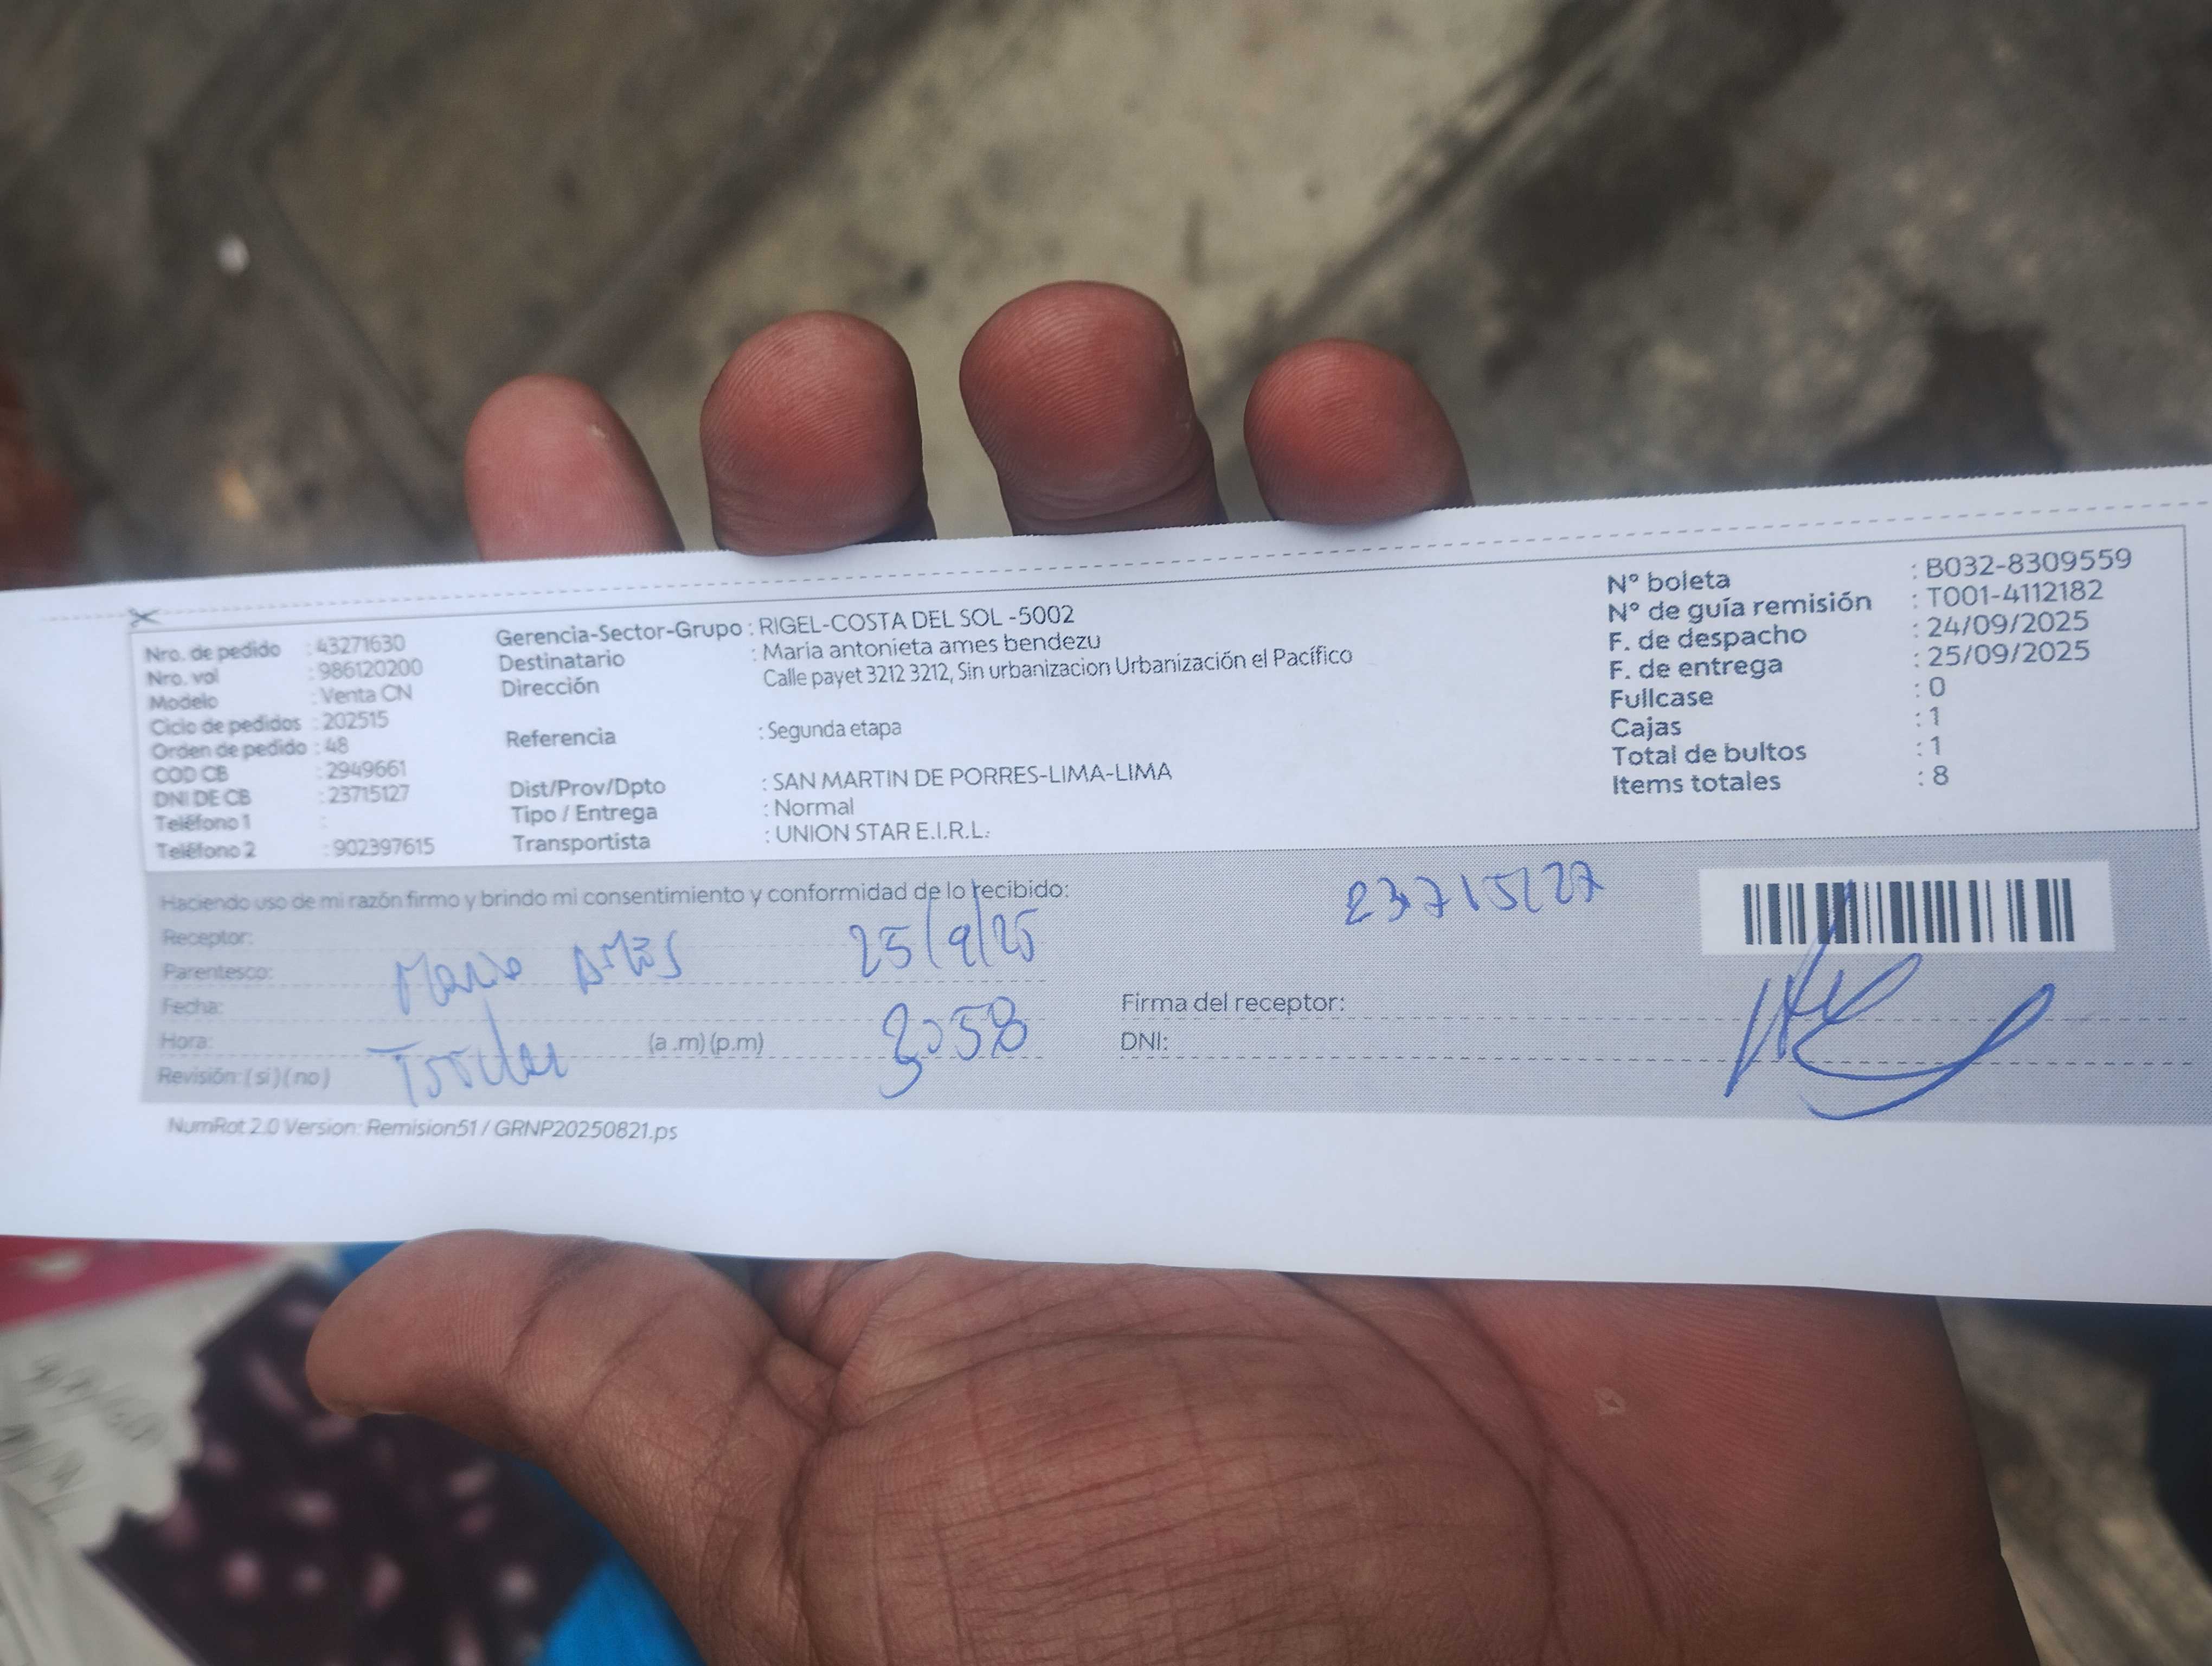 Nro. de pedido : 43271630
Nro. vol : 986120200
Modelo : Venta CN
Ciclo de pedidos : 202515
Orden de pedido : 48
COD CB : 2949661
DNI DE CB : 23715127
Teléfono 1 :
Teléfono 2 : 902397615
Gerencia-Sector-Grupo : RIGEL-COSTA DEL SOL -5002
Destinatario : Maria antonieta ames bendezu
Dirección Calle payet 3212 3212, Sin urbanizacion Urbanización el Pacífico
Referencia : Segunda etapa
Dist/Prov/Dpto : SAN MARTIN DE PORRES-LIMA-LIMA
Tipo / Entrega : Normal
Transportista : UNION STAR E.I.R.L.
N° boleta : B032-8309559
N° de guía remisión : T001-4112182
F. de despacho : 24/09/2025
F. de entrega : 25/09/2025
Fullcase : 0
Cajas : 1
Total de bultos : 1
Items totales : 8
Haciendo uso de mi razón firmo y brindo mi consentimiento y conformidad de lo recibido:
23715127
Receptor:
Parentesco: 25/9/25
Fecha:
Hora: (a .m) (p.m)
Revisión: ( si ) ( no )
Firma del receptor:
DNI:
NumRot 2.0 Version: Remision51 / GRNP20250821.ps